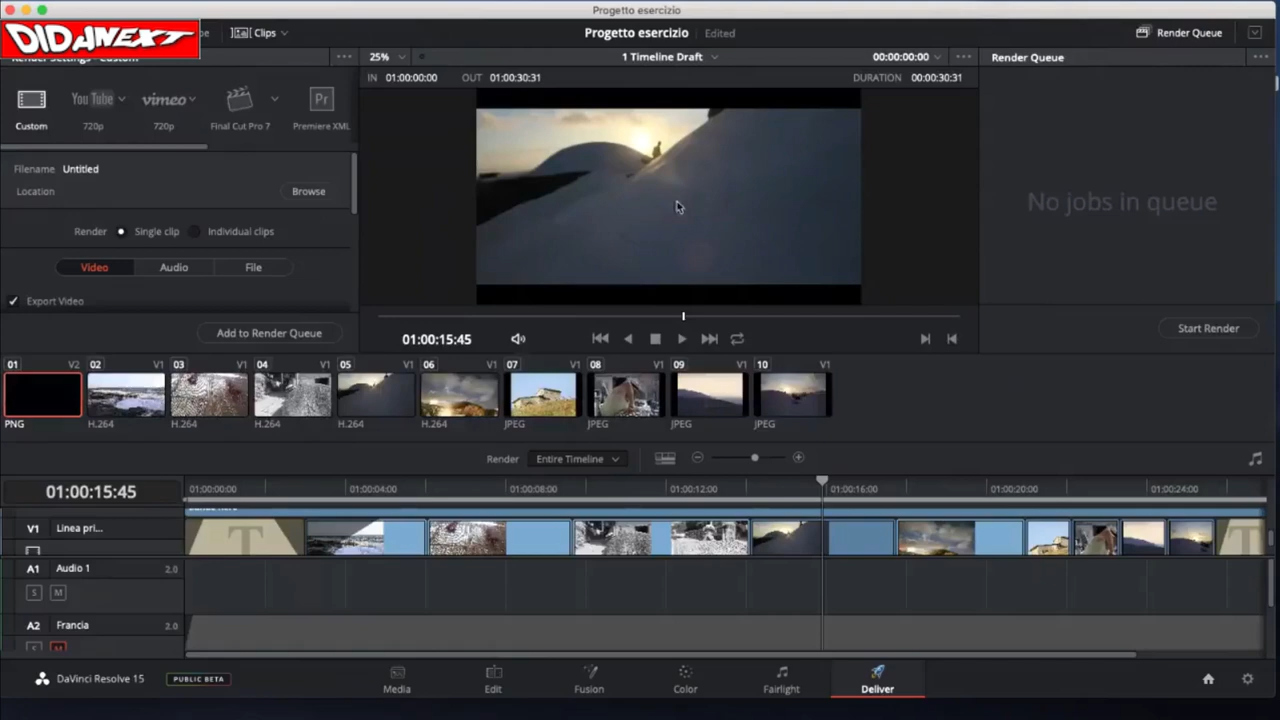 Progetto esercizio
DIDANEXT
Clips
Progetto esercizio
Edited
Render Queue
Render Settings - Custom
25%
1 Timeline Draft
00:00:00:00
Render Queue
IN 01:00:00:00
OUT 01:00:30:31
DURATION 00:00:30:31
YouTube
vimeo
Pr
Custom
720p
720p
Final Cut Pro 7
Premiere XML
Filename Untitled
Location
Browse
No jobs in queue
Render
Single clip
Individual clips
Video
Audio
File
Export Video
Add to Render Queue
01:00:15:45
Start Render
01 V2
02 V1
03 V1
04 V1
05 V1
06 V1
07 V1
08 V1
09 V1
10 V1
PNG
H.264
H.264
H.264
H.264
H.264
JPEG
JPEG
JPEG
JPEG
Render
Entire Timeline
01:00:15:45
01:00:00:00
01:00:04:00
01:00:08:00
01:00:12:00
01:00:16:00
01:00:20:00
01:00:24:00
V1 Linea pri...
T
T
A1 Audio 1 2.0
S M
A2 Francia 2.0
S M
DaVinci Resolve 15
PUBLIC BETA
Media
Edit
Fusion
Color
Fairlight
Deliver